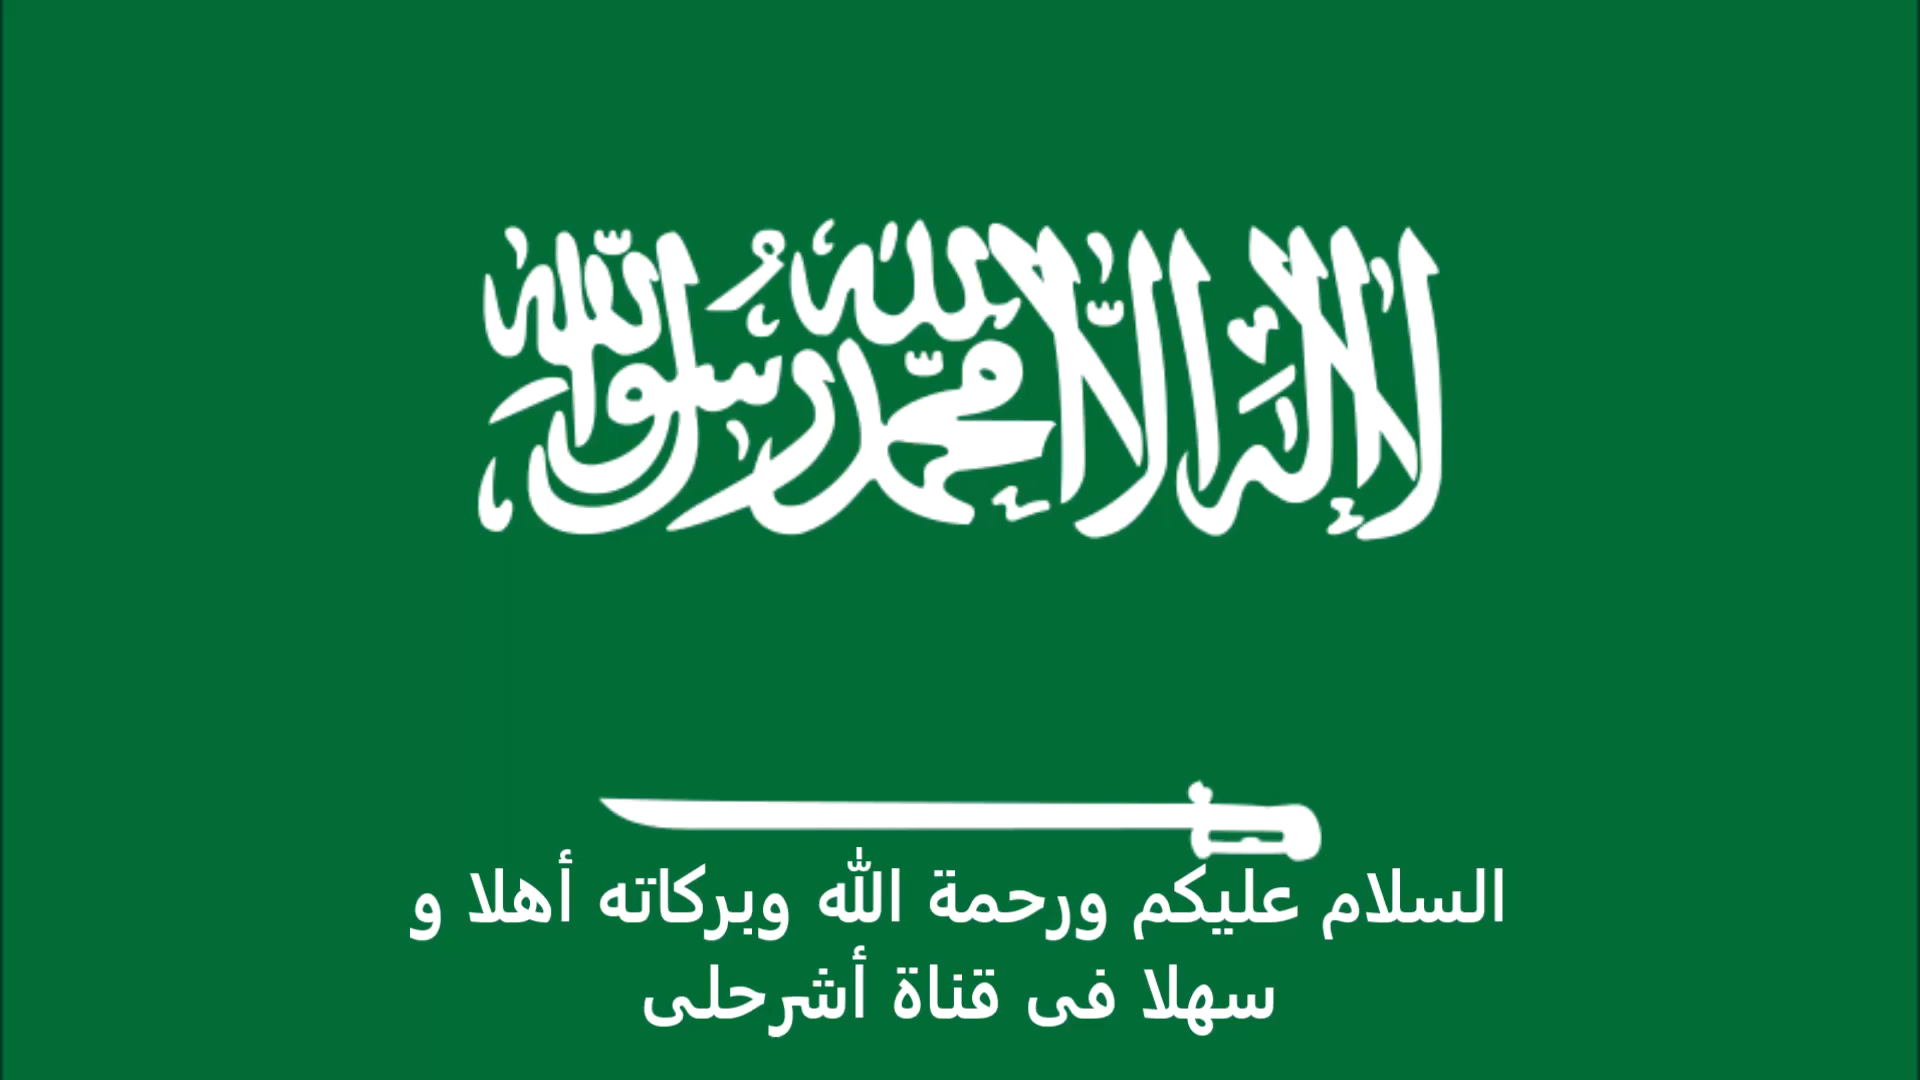 لا إله إلا الله محمد رسول الله
السلام عليكم ورحمة الله وبركاته أهلا و
سهلا فى قناة أشرحلى